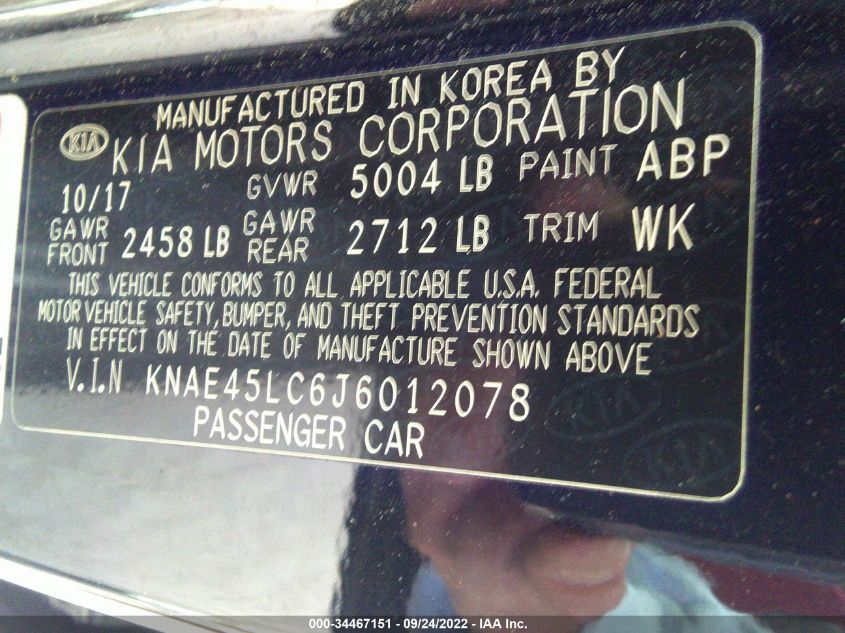 MANUFACTURED IN KOREA BY
KIA KIA MOTORS CORPORATION
10/17 GVWR 5004 LB PAINT ABP
GAWR FRONT 2458 LB GAWR REAR 2712 LB TRIM WK
THIS VEHICLE CONFORMS TO ALL APPLICABLE U.S.A. FEDERAL
MOTOR VEHICLE SAFETY, BUMPER, AND THEFT PREVENTION STANDARDS
IN EFFECT ON THE DATE OF MANUFACTURE SHOWN ABOVE
V.I.N KNAE45LC6J6012078
PASSENGER CAR
000-34467151 - 09/24/2022 - IAA Inc.